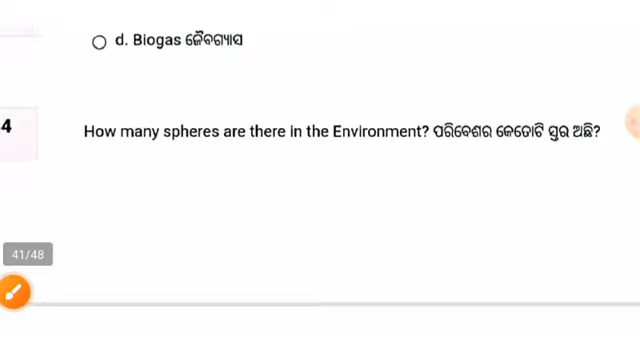 d. Biogas ଜୈବଗ୍ୟାସ
4
How many spheres are there in the Environment? ପରିବେଶର କେତୋଟି ସ୍ତର ଅଛି?
41/48